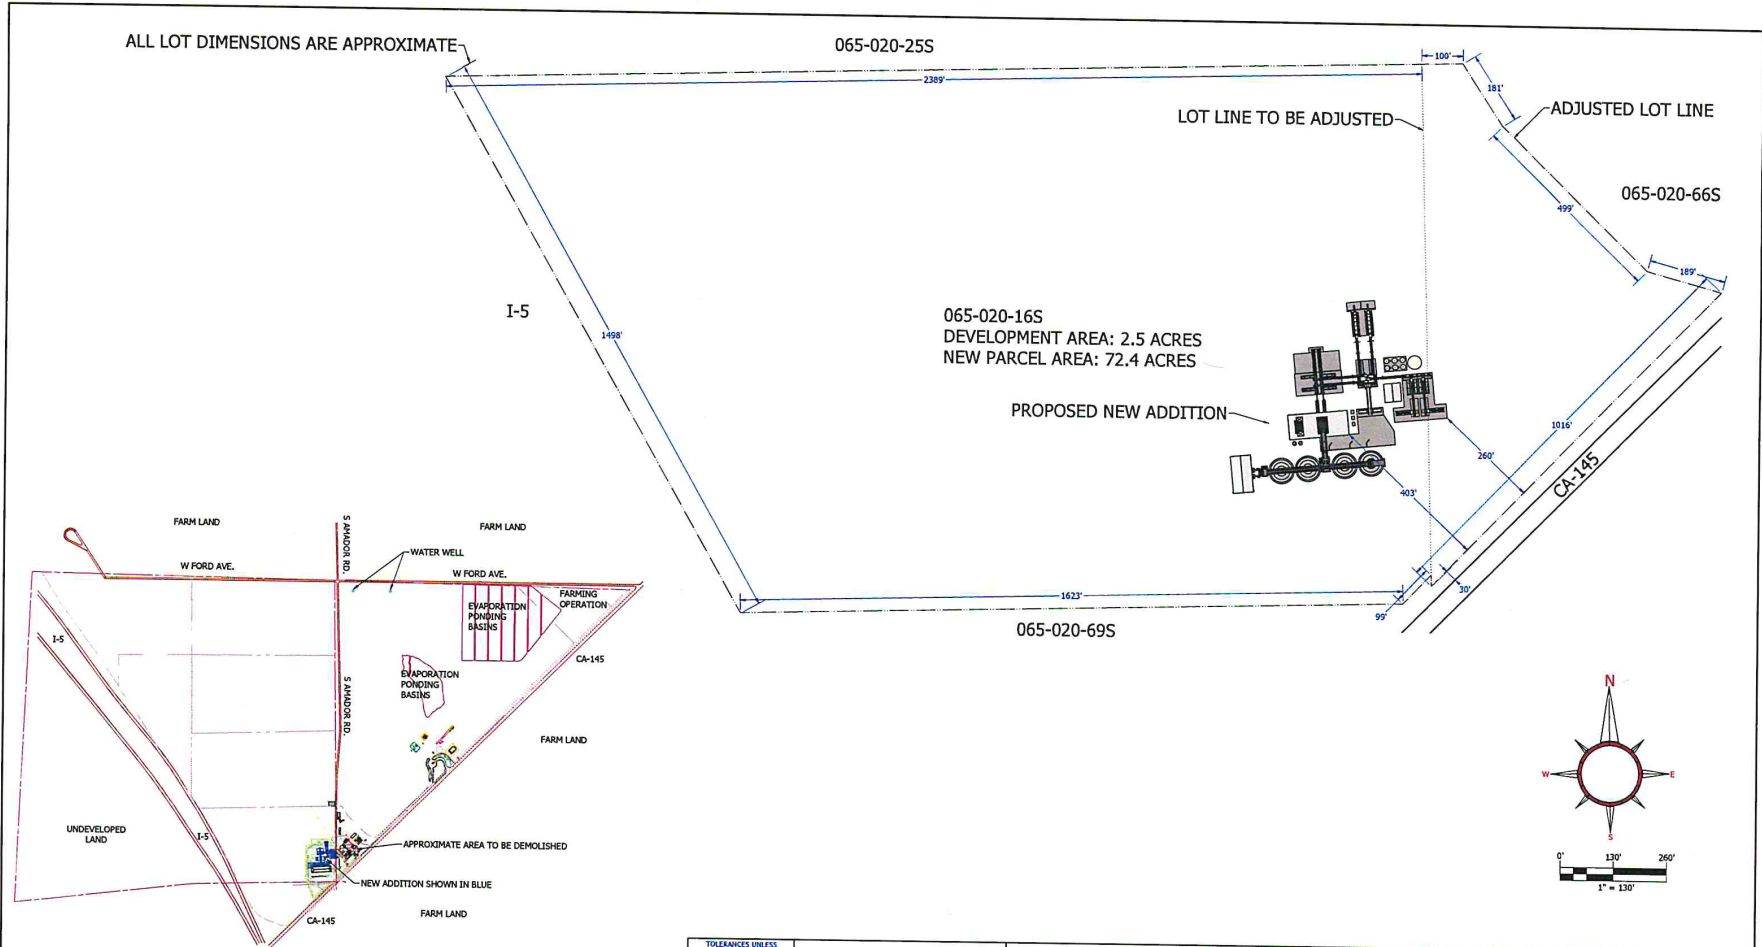 ALL LOT DIMENSIONS ARE APPROXIMATE
065-020-25S
100'
2389'
181'
LOT LINE TO BE ADJUSTED
ADJUSTED LOT LINE
065-020-66S
499'
189'
I-5
1498'
065-020-16S
DEVELOPMENT AREA: 2.5 ACRES
NEW PARCEL AREA: 72.4 ACRES
PROPOSED NEW ADDITION
1016'
260'
403'
CA-145
1623'
99'
30'
065-020-69S
FARM LAND
S AMADOR RD.
FARM LAND
WATER WELL
W FORD AVE.
W FORD AVE.
EVAPORATION
PONDING
BASINS
FARMING
OPERATION
I-5
CA-145
EVAPORATION
PONDING
BASINS
S AMADOR RD.
FARM LAND
UNDEVELOPED
LAND
I-5
APPROXIMATE AREA TO BE DEMOLISHED
NEW ADDITION SHOWN IN BLUE
CA-145
FARM LAND
N
W
E
S
0' 130' 260'
1" = 130'
TOLERANCES UNLESS